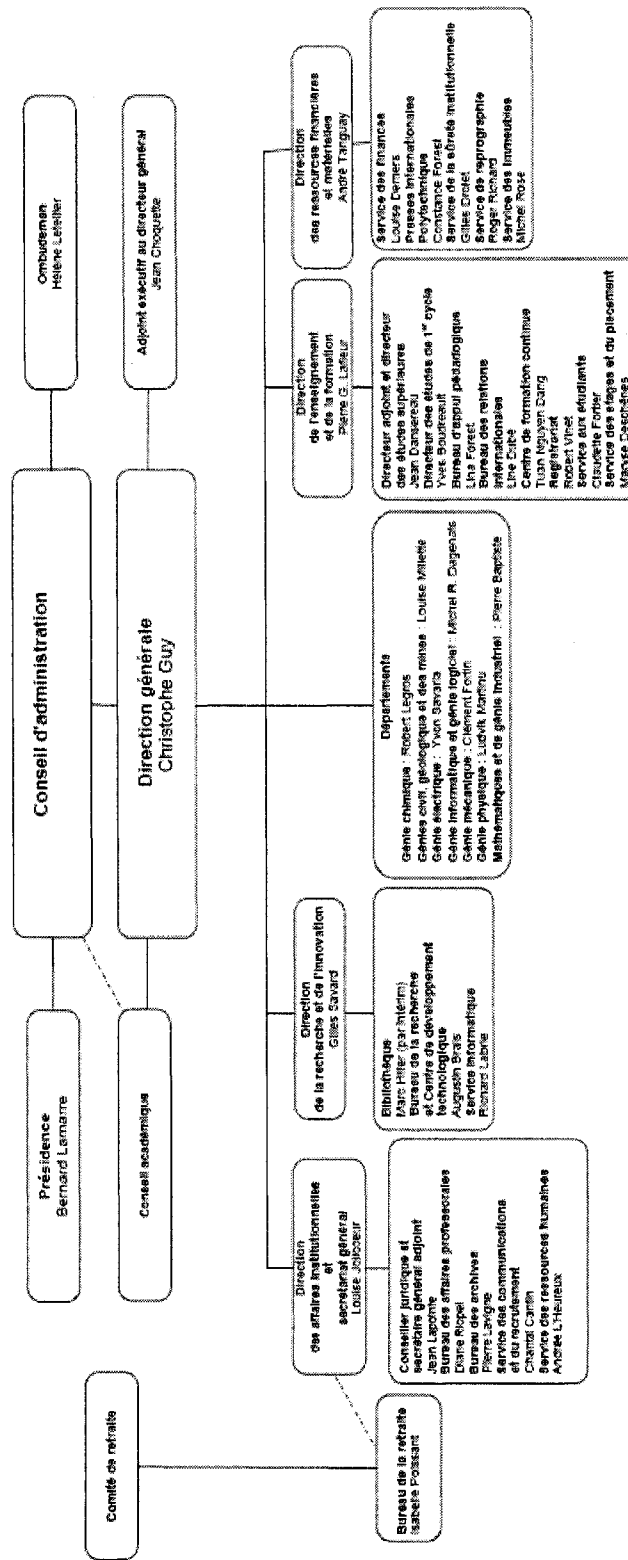 Conseil d'administration
Présidence
Bernard Lamarre
Ombudsman
Hélène Letellier
Direction générale
Christophe Guy
Conseil académique
Adjoint exécutif au directeur général
Jean Choquette
Comité de retraite
Bureau de la retraite
Isabelle Poissant
Direction
des affaires institutionnelles
et
secrétariat général
Louise Jolicoeur
Conseiller juridique et
secrétaire général adjoint
Jean Lapointe
Bureau des affaires professorales
Diane Riopel
Bureau des archives
Pierre Lavigne
Service des communications
et du recrutement
Chantal Cantin
Service des ressources humaines
Andrée L'Heureux
Direction
de la recherche et de l'innovation
Gilles Savard
Bibliothèque
Marc Hiller (par intérim)
Bureau de la recherche
et Centre de développement
technologique
Augustin Brais
Service informatique
Richard Labrie
Départements
Génie chimique : Robert Legros
Génies civil, géologique et des mines : Louise Millette
Génie électrique : Yvon Savaria
Génie informatique et génie logiciel : Michel R. Dagenais
Génie mécanique : Clément Fortin
Génie physique : Ludvik Martinu
Mathématiques et de génie industriel : Pierre Baptiste
Direction
de l'enseignement
et de la formation
Pierre G. Lafleur
Directeur adjoint et directeur
des études supérieures
Jean Dansereau
Directeur des études de 1er cycle
Yves Boudreault
Bureau d'appui pédagogique
Lina Forest
Bureau des relations
internationales
Line Dubé
Centre de formation continue
Tuan Nguyen Dang
Registrariat
Robert Vinet
Service aux étudiants
Claudette Fortier
Service des stages et du placement
Maryse Deschênes
Direction
des ressources financières
et matérielles
André Tanguay
Service des finances
Louise Demers
Presses Internationales
Polytechnique
Constance Forest
Service de la sûreté institutionnelle
Gilles Drolet
Service de reprographie
Roger Richard
Service des immeubles
Michel Rose